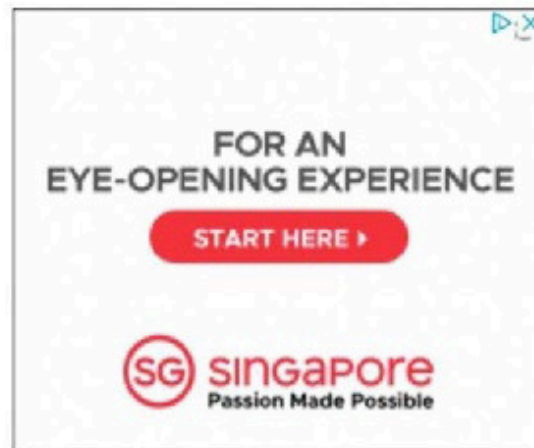 FOR AN
EYE-OPENING EXPERIENCE
START HERE
SG SINGAPORE
Passion Made Possible